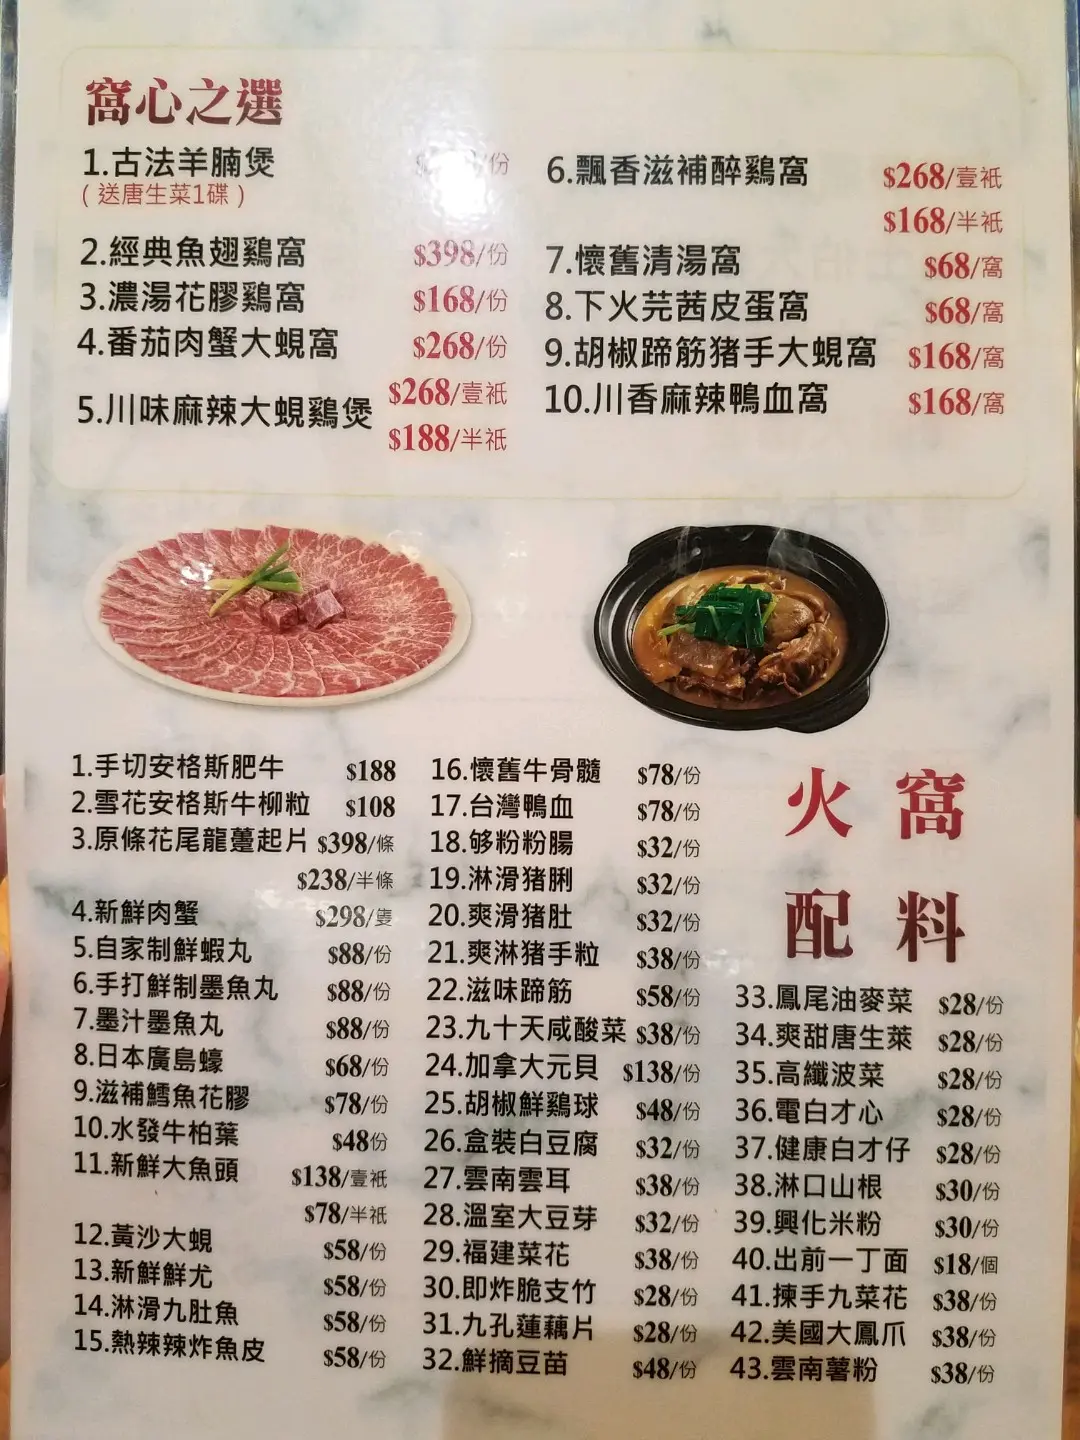 窩心之選
1.古法羊腩煲 /份
(送唐生菜1碟)
2.經典魚翅鷄窩 $398/份
3.濃湯花膠鷄窩 $168/份
4.番茄肉蟹大蜆窩 $268/份
5.川味麻辣大蜆鷄煲 $268/壹衹
$188/半衹
6.飄香滋補醉鷄窩 $268/壹衹
$168/半衹
7.懷舊清湯窩 $68/窩
8.下火芫茜皮蛋窩 $68/窩
9.胡椒蹄筋猪手大蜆窩 $168/窩
10.川香麻辣鴨血窩 $168/窩
火窩
配料
1.手切安格斯肥牛 $188
2.雪花安格斯牛柳粒 $108
3.原條花尾龍躉起片 $398/條
$238/半條
4.新鮮肉蟹 $298/隻
5.自家制鮮蝦丸 $88/份
6.手打鮮制墨魚丸 $88/份
7.墨汁墨魚丸 $88/份
8.日本廣島蠔 $68/份
9.滋補鱈魚花膠 $78/份
10.水發牛柏葉 $48份
11.新鮮大魚頭 $138/壹衹
$78/半衹
12.黃沙大蜆 $58/份
13.新鮮鮮尤 $58/份
14.淋滑九肚魚 $58/份
15.熱辣辣炸魚皮 $58/份
16.懷舊牛骨髓 $78/份
17.台灣鴨血 $78/份
18.够粉粉腸 $32/份
19.淋滑猪脷 $32/份
20.爽滑猪肚 $32/份
21.爽淋猪手粒 $38/份
22.滋味蹄筋 $58/份
23.九十天咸酸菜 $38/份
24.加拿大元貝 $138/份
25.胡椒鮮鷄球 $48/份
26.盒裝白豆腐 $32/份
27.雲南雲耳 $38/份
28.溫室大豆芽 $32/份
29.福建菜花 $38/份
30.即炸脆支竹 $28/份
31.九孔蓮藕片 $28/份
32.鮮摘豆苗 $48/份
33.鳳尾油麥菜 $28/份
34.爽甜唐生菜 $28/份
35.高纖波菜 $28/份
36.電白才心 $28/份
37.健康白才仔 $28/份
38.淋口山根 $30/份
39.興化米粉 $30/份
40.出前一丁面 $18/個
41.揀手九菜花 $38/份
42.美國大鳳爪 $38/份
43.雲南薯粉 $38/份